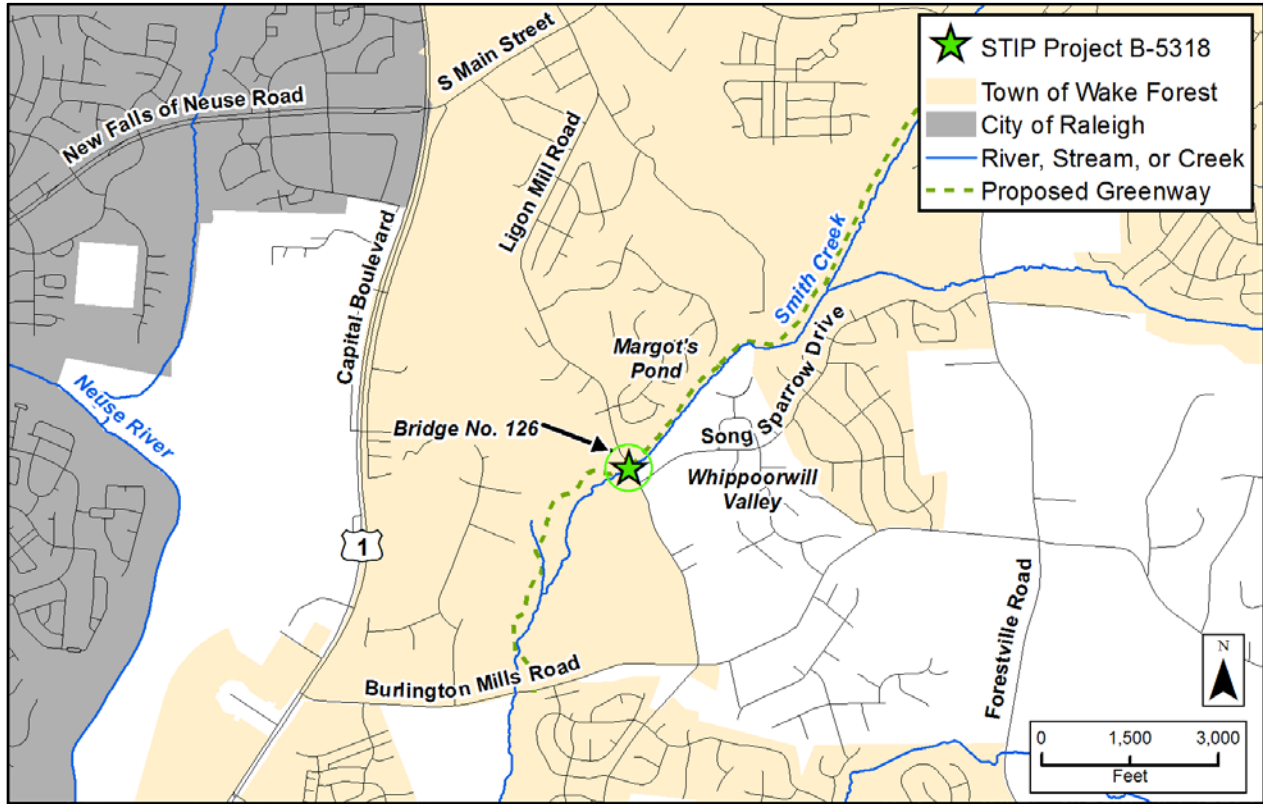 STIP Project B-5318
Town of Wake Forest
City of Raleigh
River, Stream, or Creek
Proposed Greenway
S Main Street
New Falls of Neuse Road
Ligon Mill Road
Capital Boulevard
Smith Creek
Margot's
Pond
Song Sparrow Drive
Neuse River
Bridge No. 126
Whippoorwill
Valley
1
Forestville Road
Burlington Mills Road
N
0 1,500 3,000
Feet